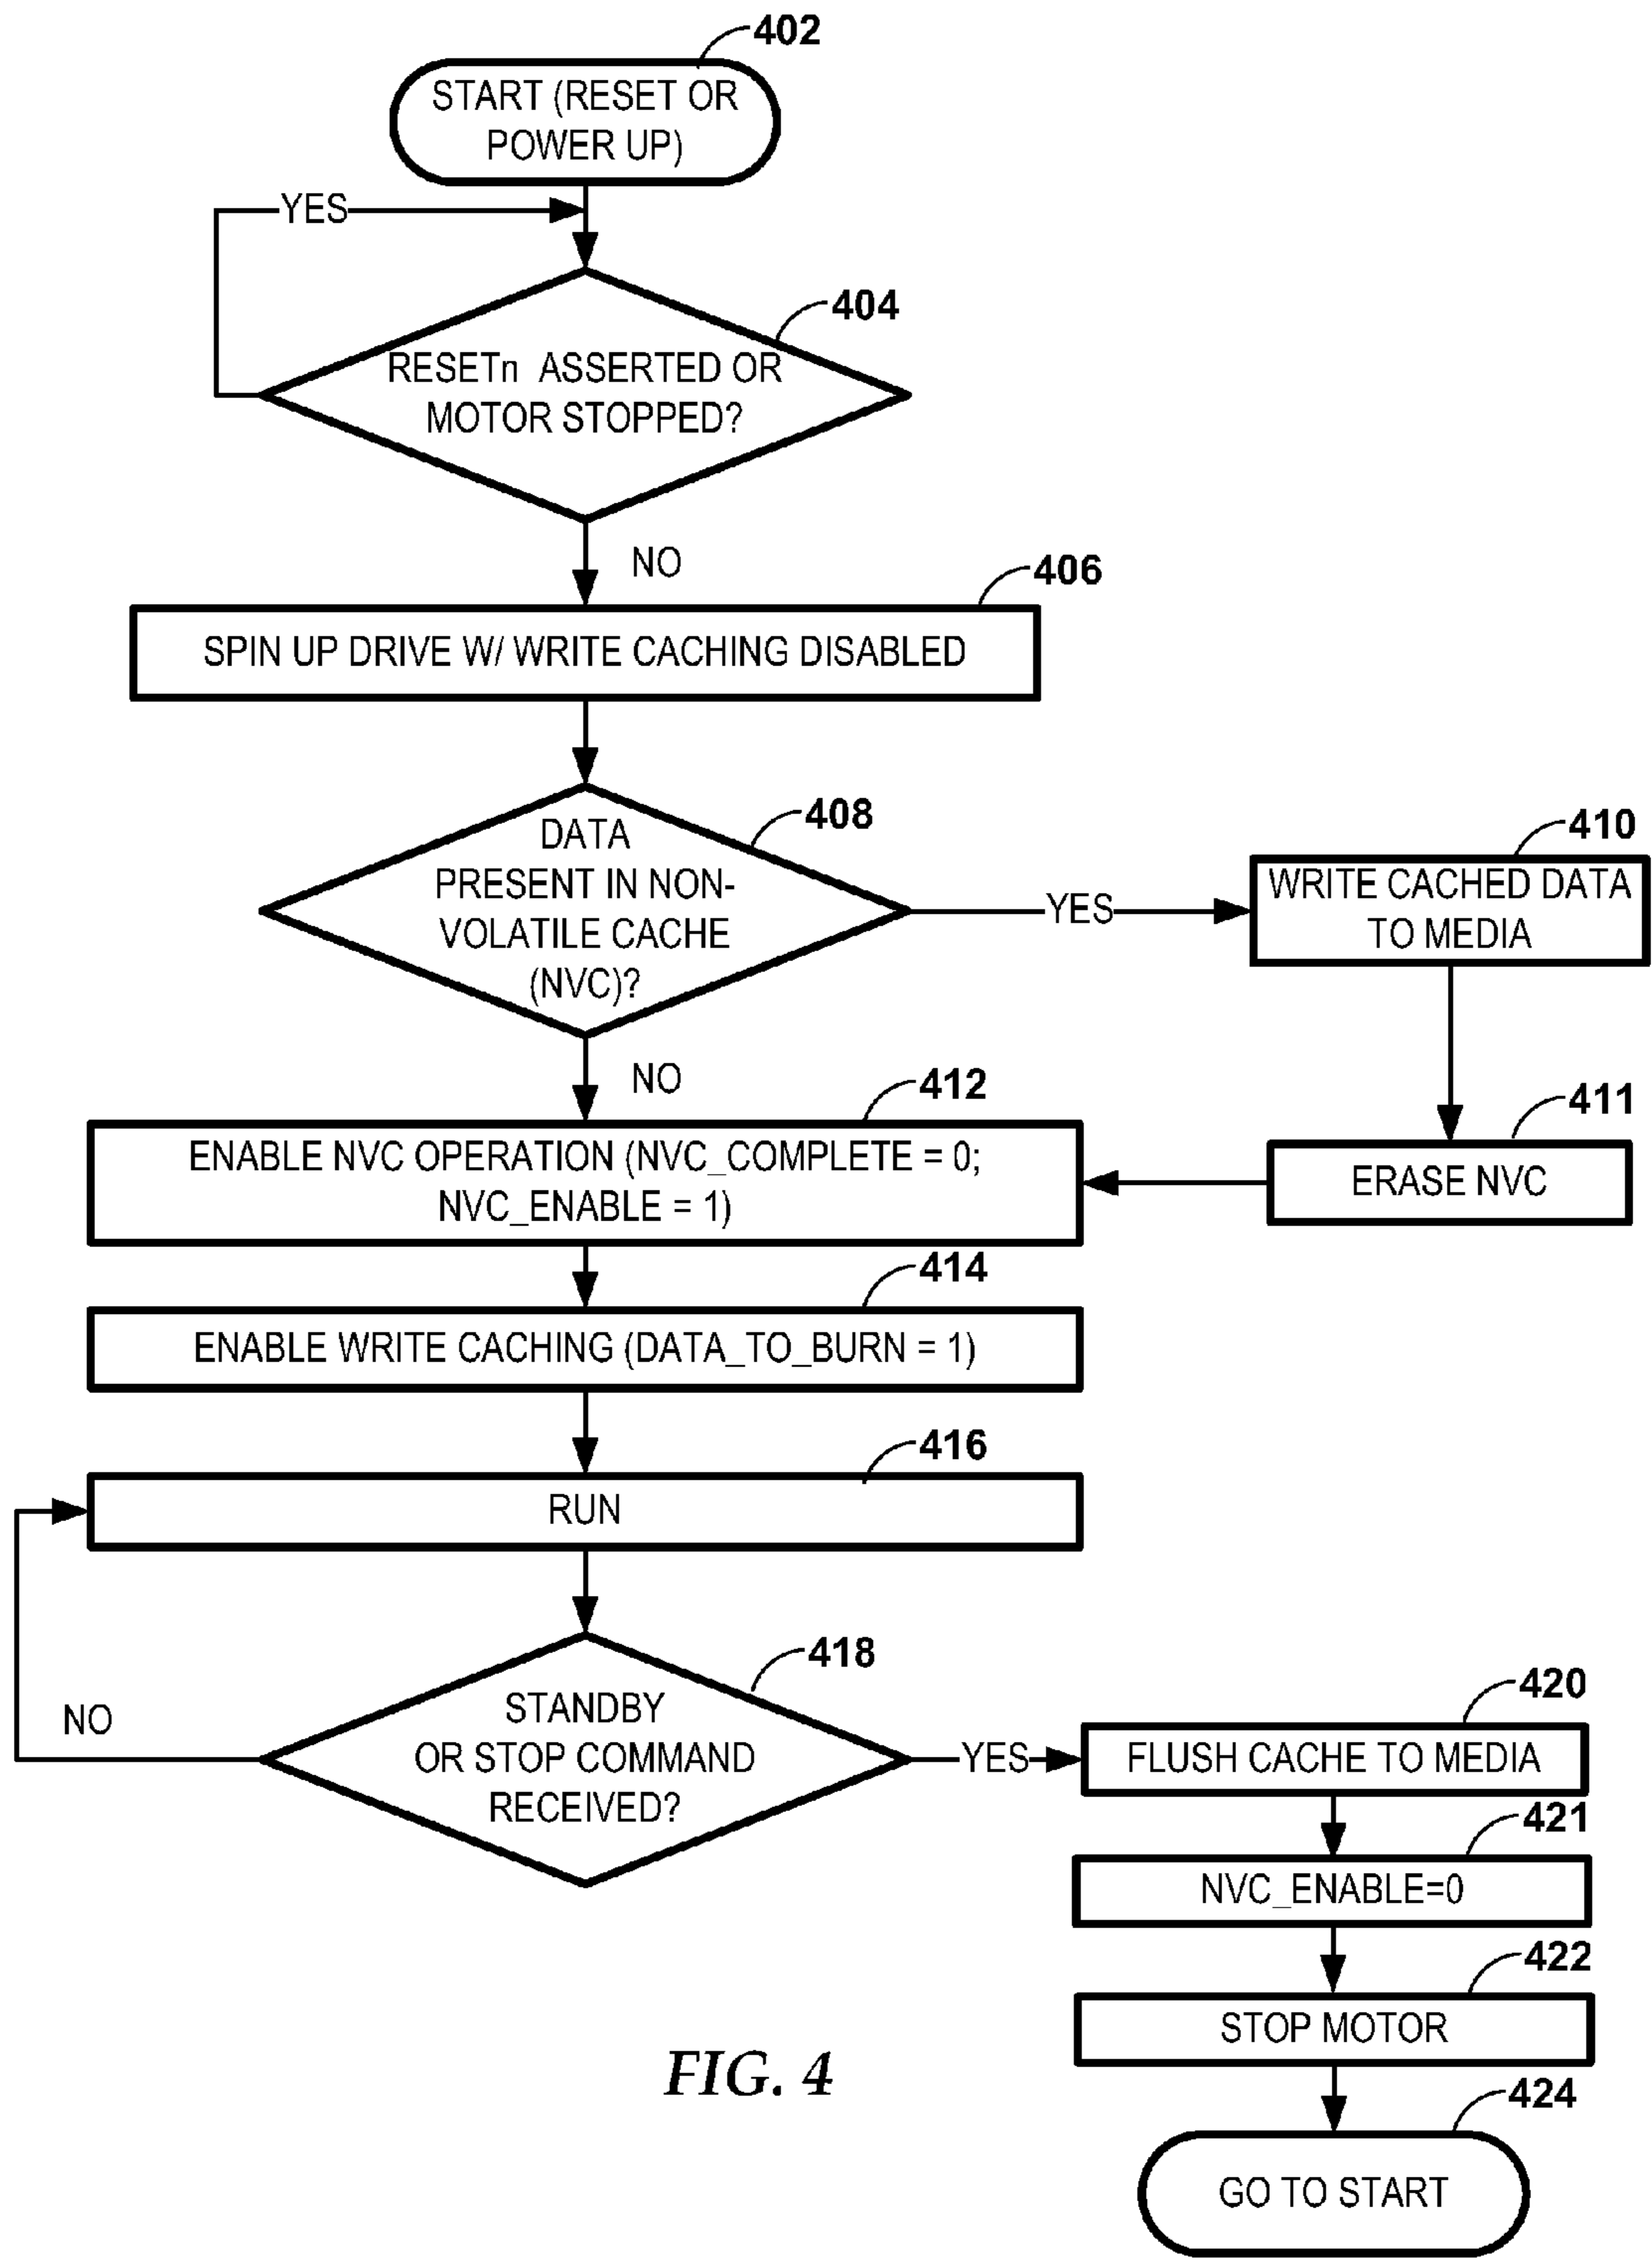 402
START (RESET OR
POWER UP)
YES
404
RESETn ASSERTED OR
MOTOR STOPPED?
NO
406
SPIN UP DRIVE W/ WRITE CACHING DISABLED
408
DATA
PRESENT IN NON-
VOLATILE CACHE
(NVC)?
YES
410
WRITE CACHED DATA
TO MEDIA
NO
412
ENABLE NVC OPERATION (NVC_COMPLETE = 0;
NVC_ENABLE = 1)
411
ERASE NVC
414
ENABLE WRITE CACHING (DATA_TO_BURN = 1)
416
RUN
418
STANDBY
OR STOP COMMAND
RECEIVED?
NO
YES
420
FLUSH CACHE TO MEDIA
421
NVC_ENABLE=0
422
STOP MOTOR
424
GO TO START
FIG. 4